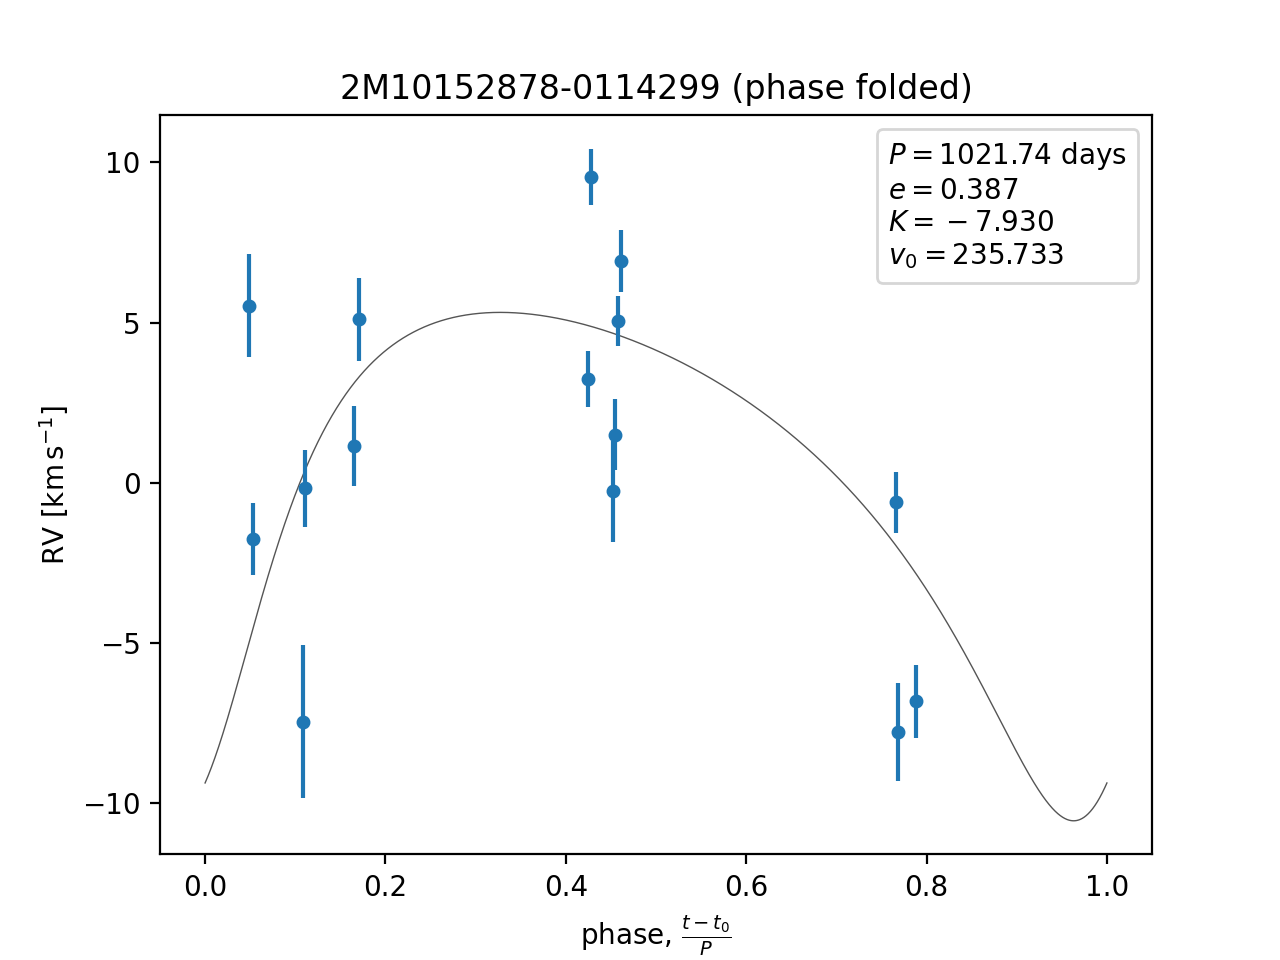 2M10152878-0114299 (phase folded)
P = 1021.74 days
e = 0.387
K = −7.930
v₀ = 235.733
RV [km s⁻¹]
10
5
0
−5
−10
0.0 0.2 0.4 0.6 0.8 1.0
phase, (t − t₀)/P